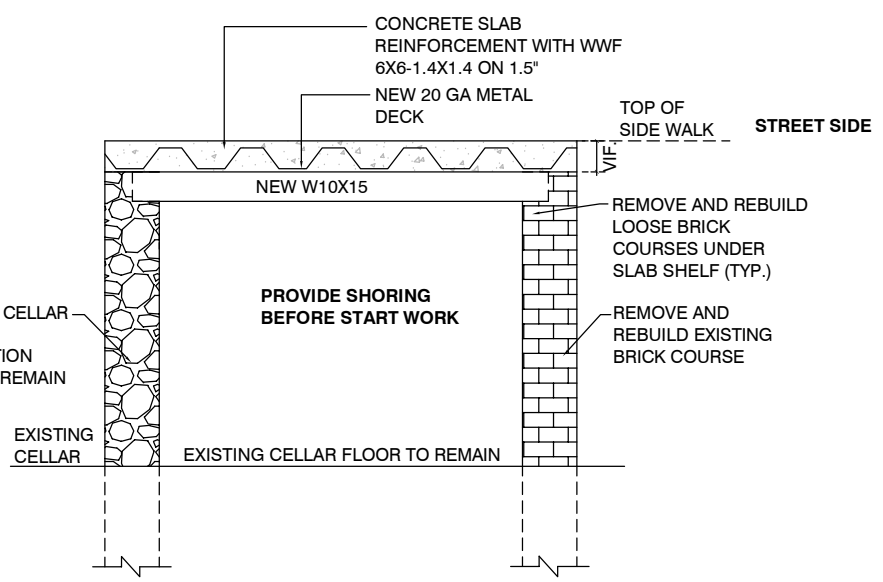 CONCRETE SLAB
REINFORCEMENT WITH WWF
6X6-1.4X1.4 ON 1.5"
NEW 20 GA METAL
DECK
TOP OF
SIDE WALK
STREET SIDE
VIF.
NEW W10X15
REMOVE AND REBUILD
LOOSE BRICK
COURSES UNDER
SLAB SHELF (TYP.)
PROVIDE SHORING
BEFORE START WORK
CELLAR
TION
REMAIN
REMOVE AND
REBUILD EXISTING
BRICK COURSE
EXISTING
CELLAR
EXISTING CELLAR FLOOR TO REMAIN